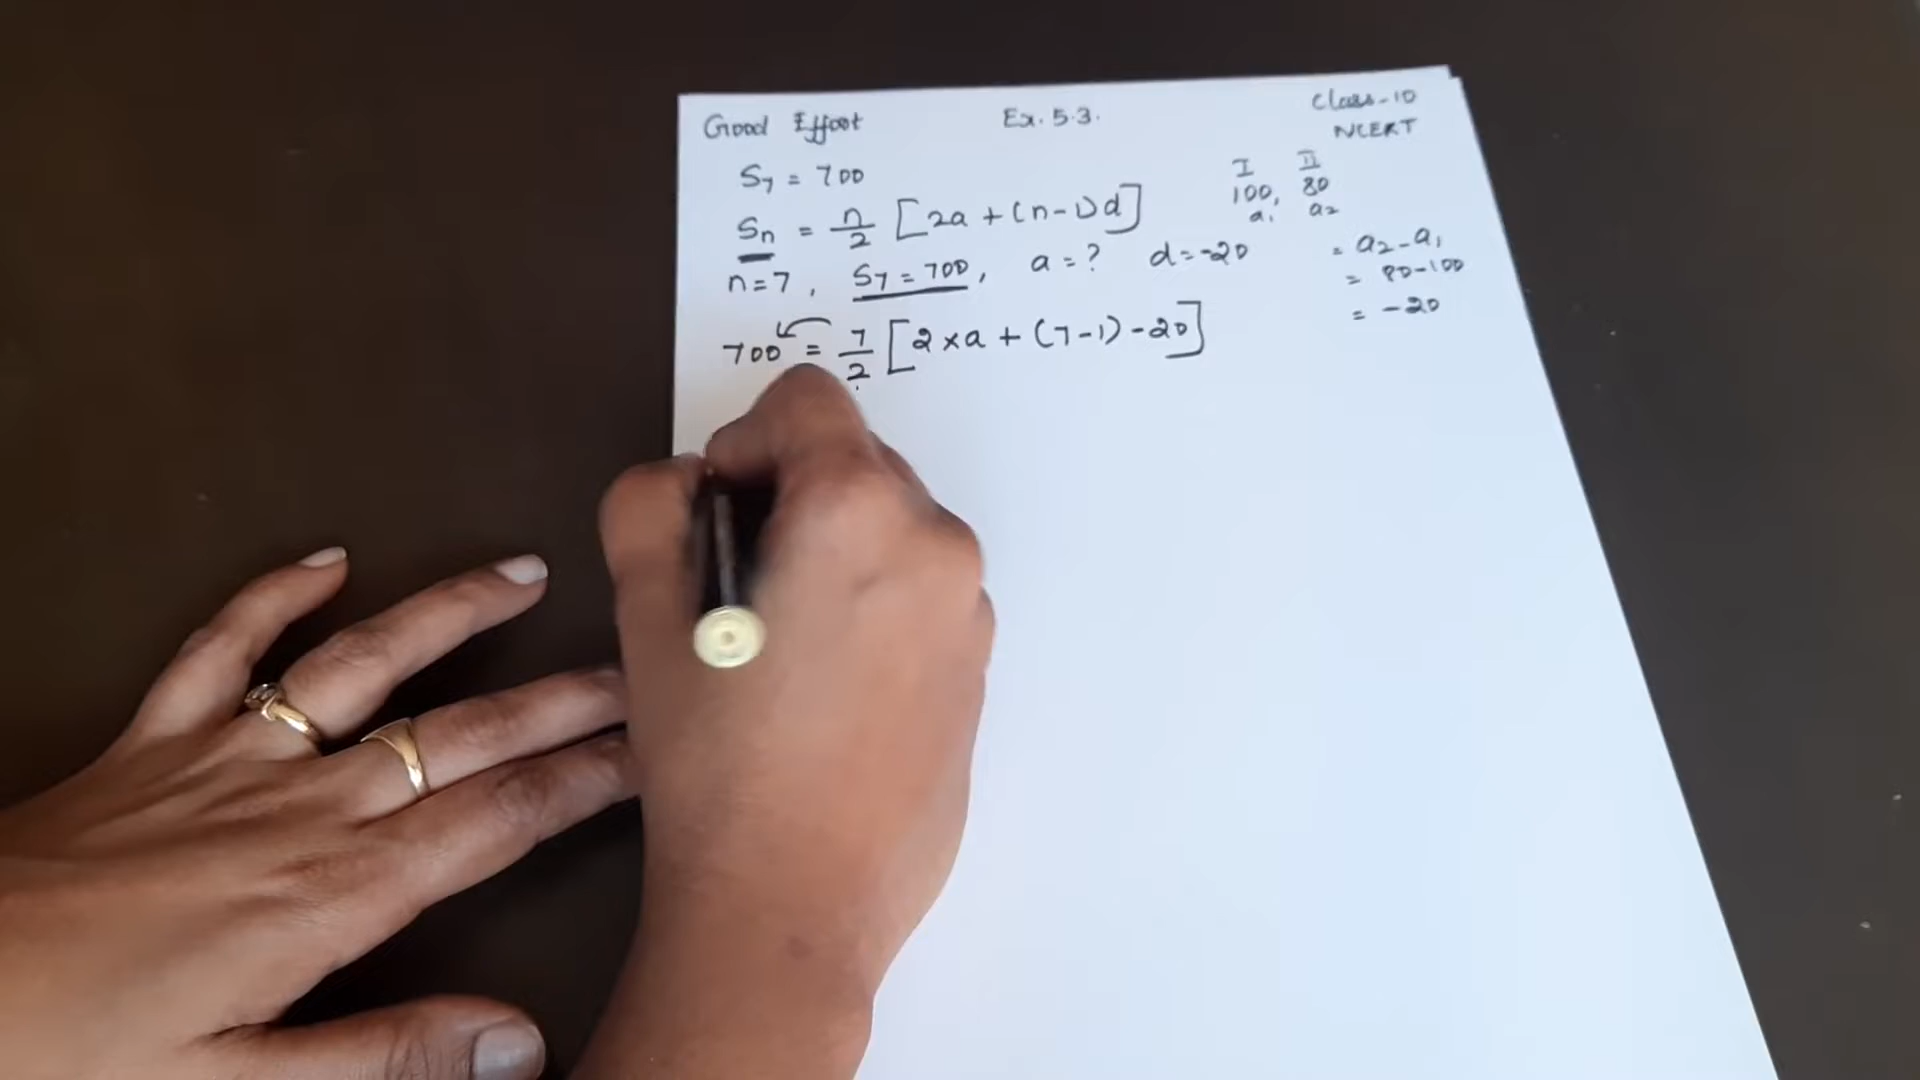 Good Effort Ex. 5.3. Class-10
NCERT
S₇ = 700
I II
100, 80
a₁ a₂
Sn = n/2 [2a + (n-1)d]
n = 7, S₇ = 700, a = ? d = -20
= a₂ - a₁
= 80 - 100
= -20
700 = 7/2 [2 × a + (7-1) -20]